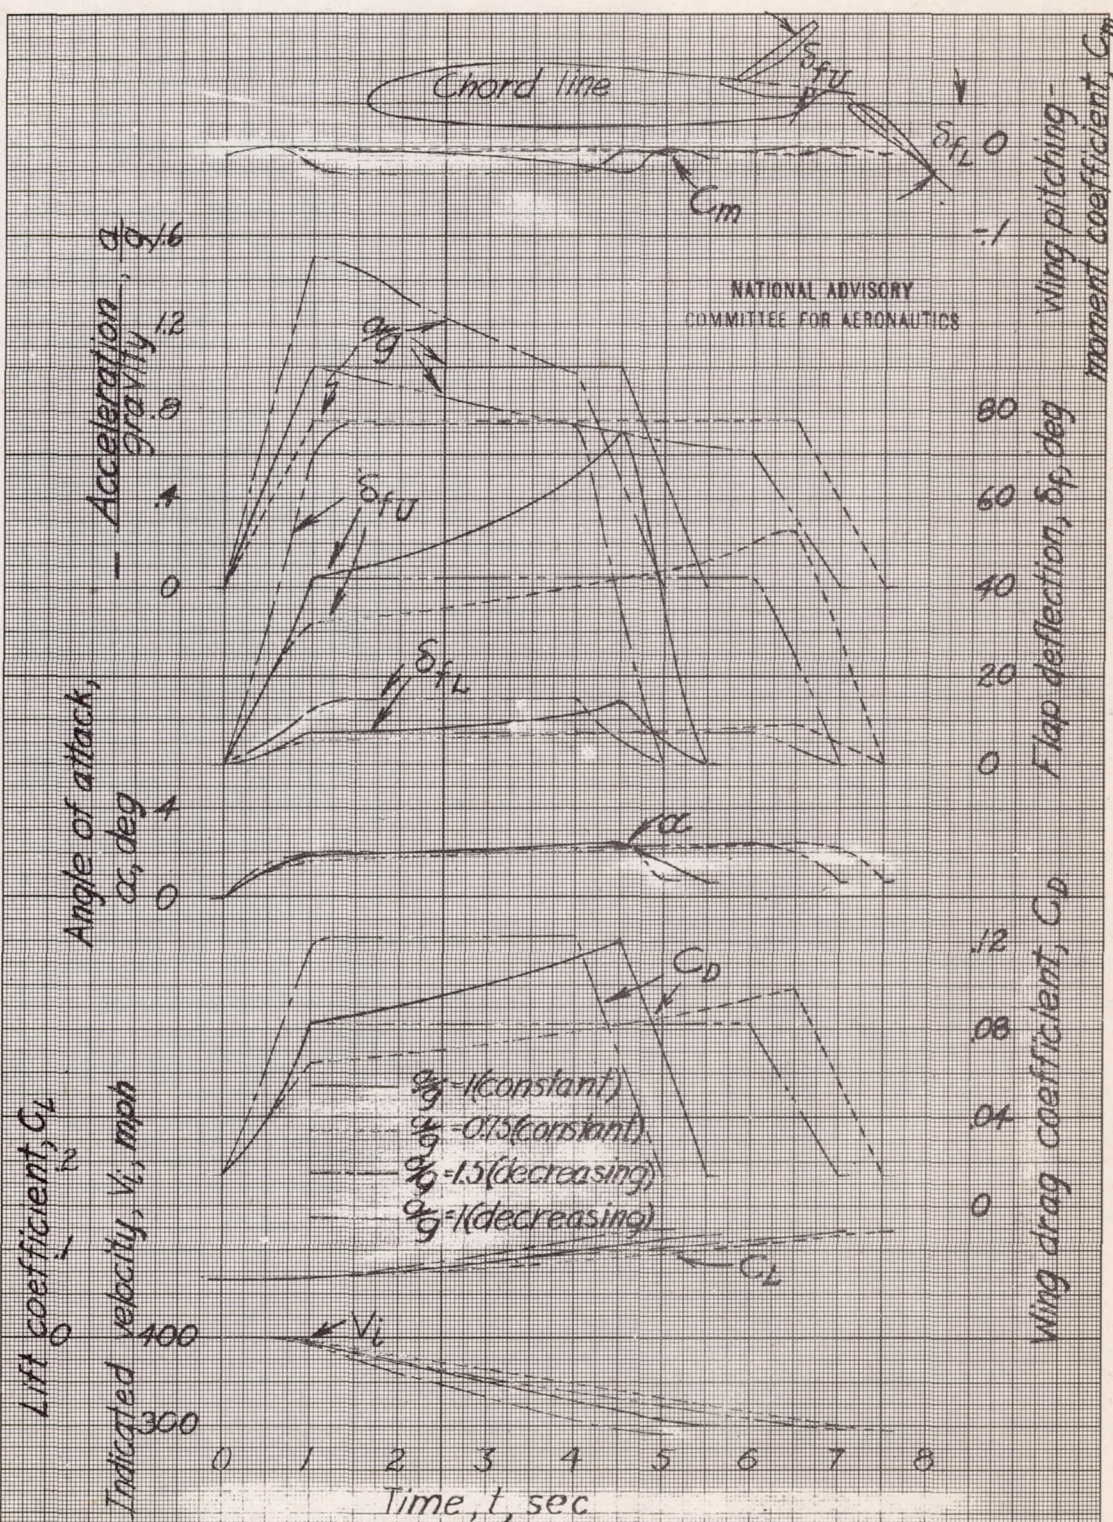 Chord line
δfU
δfL
0
-.1
Wing pitching-
moment coefficient, Cm
Cm
NATIONAL ADVISORY
COMMITTEE FOR AERONAUTICS
— Acceleration / gravity, a/g
1.6
1.2
.8
.4
0
a/g
δfU
δfL
80
60
40
20
0
Flap deflection, δf, deg
Angle of attack,
α, deg
4
0
α
CD
.12
.08
.04
0
Wing drag coefficient, CD
a/g=1(constant)
a/g=0.75(constant)
a/g=1.5(decreasing)
a/g=1(decreasing)
CL
Lift coefficient, CL
.2
.1
0
Vi
Indicated velocity, Vi, mph
400
300
0 1 2 3 4 5 6 7 8
Time, t, sec